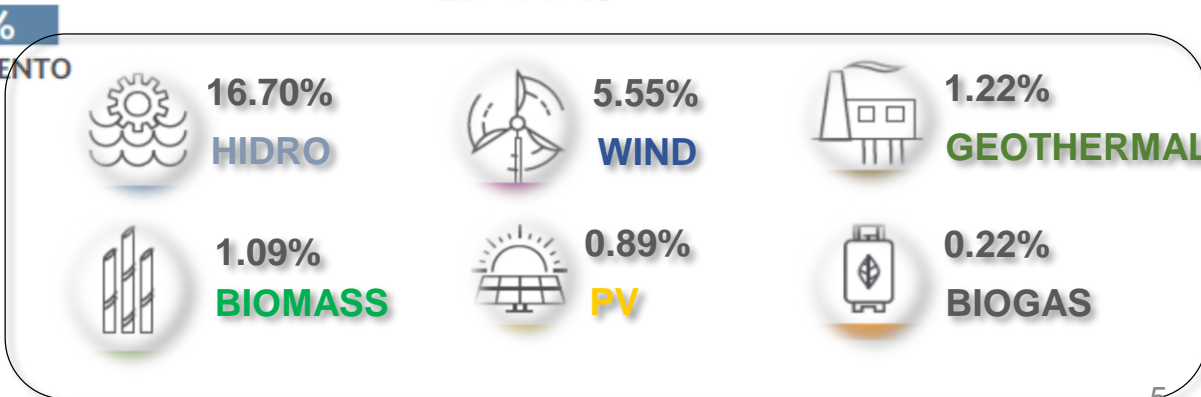 %
ENTO
16.70%
HIDRO
5.55%
WIND
1.22%
GEOTHERMAL
1.09%
BIOMASS
0.89%
PV
0.22%
BIOGAS
5